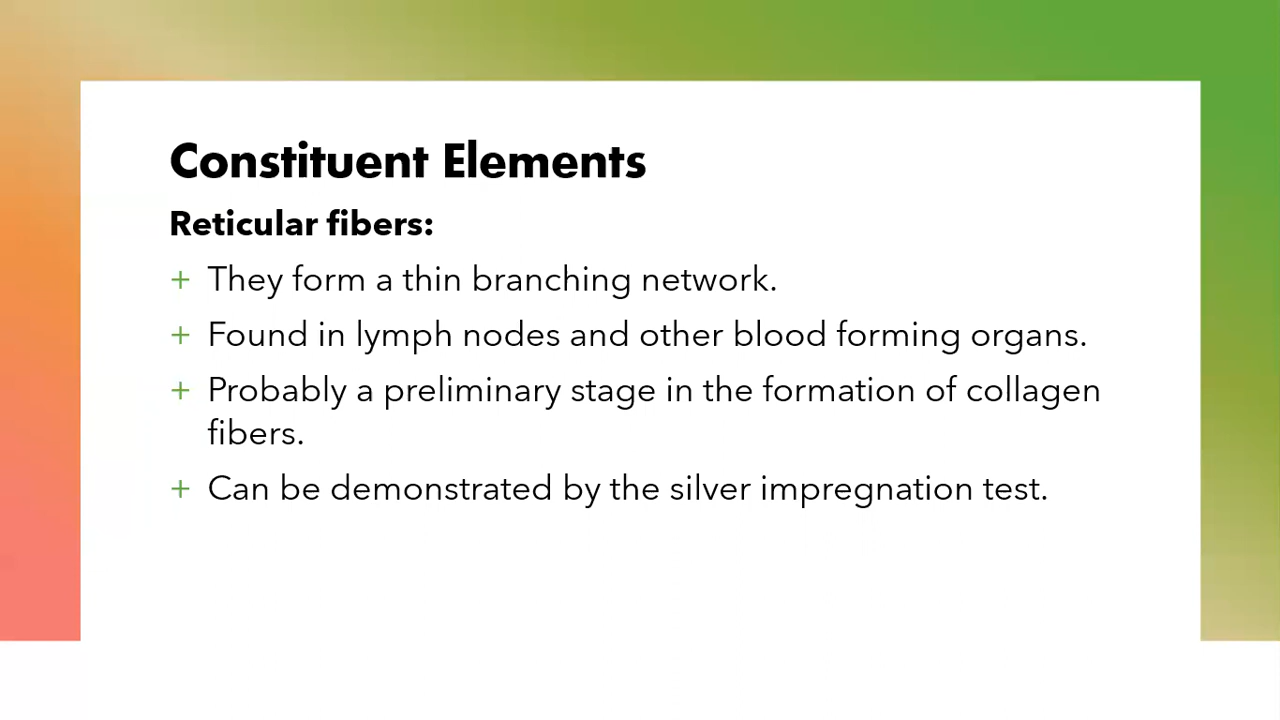 Constituent Elements
Reticular fibers:
+ They form a thin branching network.
+ Found in lymph nodes and other blood forming organs.
+ Probably a preliminary stage in the formation of collagen
fibers.
+ Can be demonstrated by the silver impregnation test.